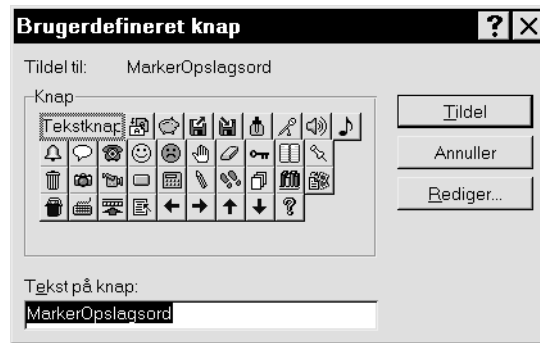 Brugerdefineret knap
Tildel til: MarkerOpslagsord
Knap
Tekstknap
Tildel
Annuller
Rediger...
Tekst på knap:
MarkerOpslagsord